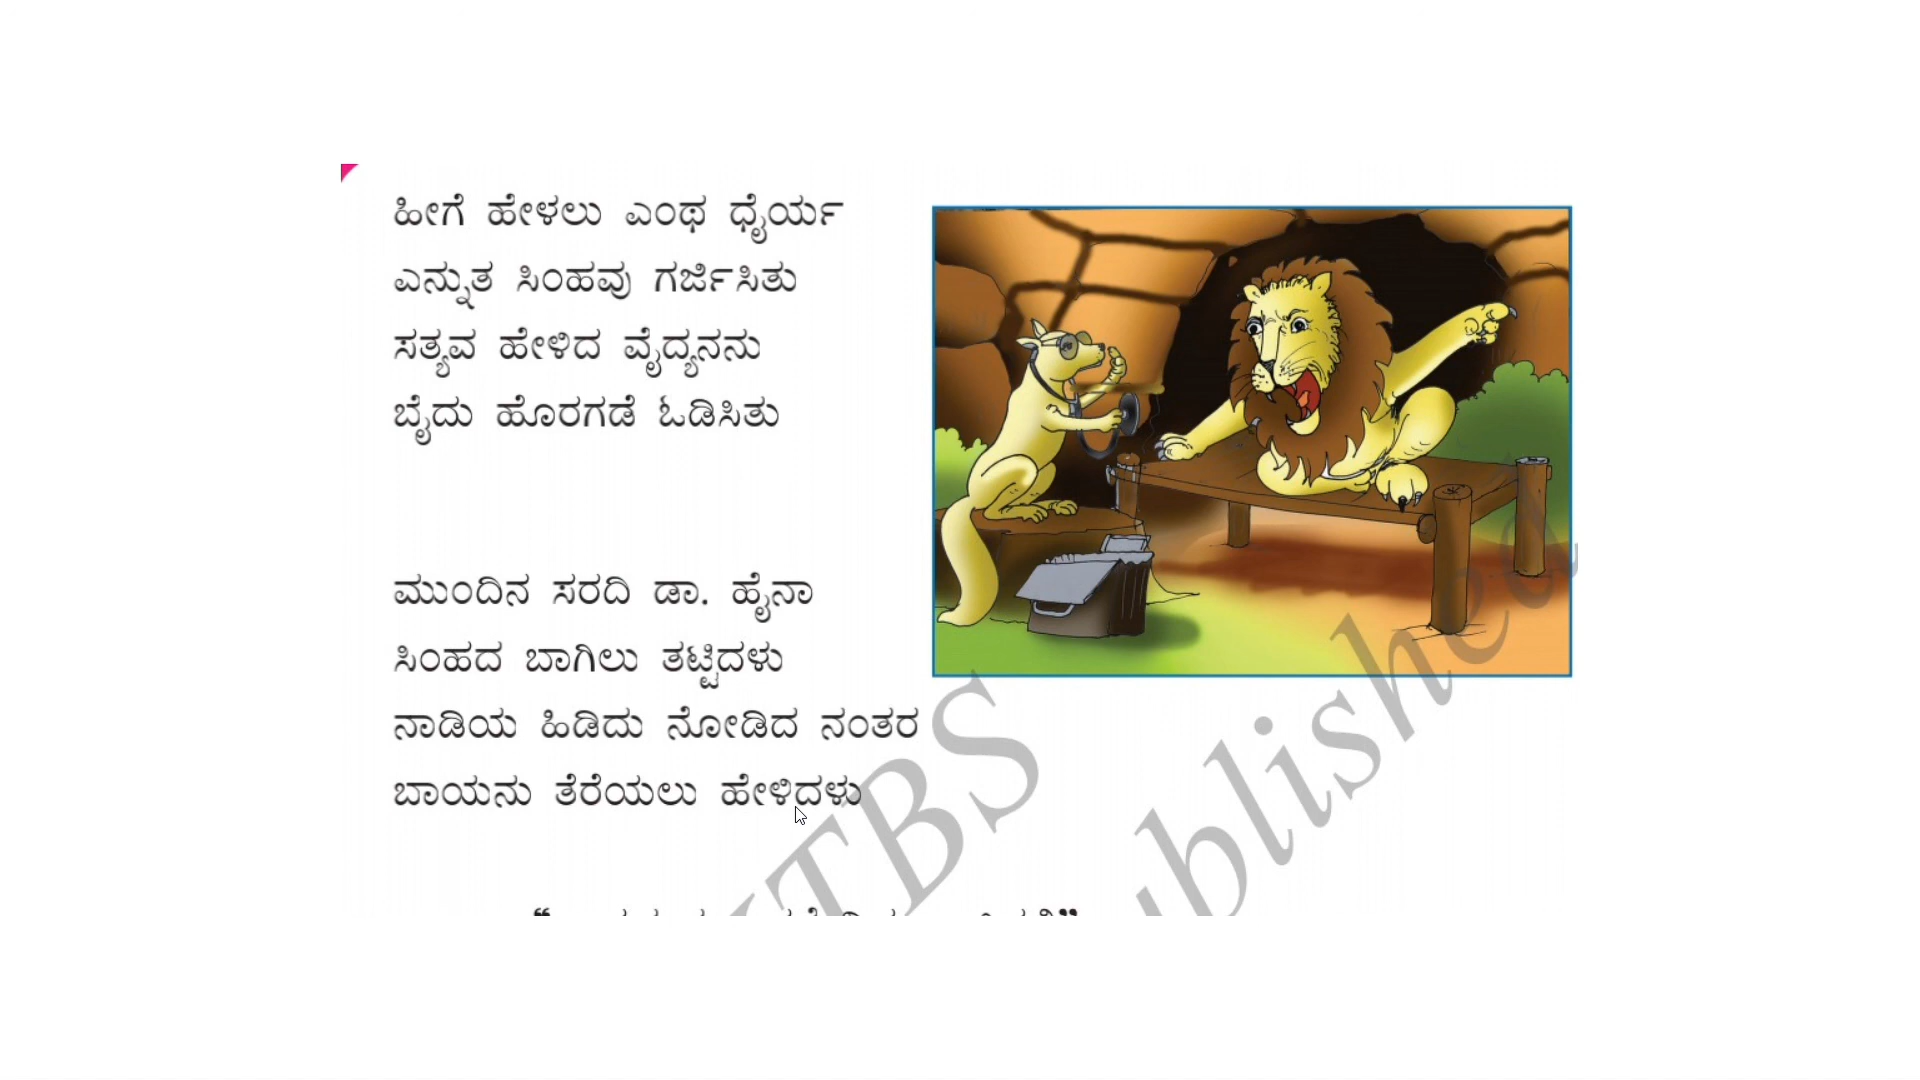 ಹೀಗೆ ಹೇಳಲು ಎಂಥ ಧೈರ್ಯ
ಎನ್ನುತ ಸಿಂಹವು ಗರ್ಜಿಸಿತು
ಸತ್ಯವ ಹೇಳಿದ ವೈದ್ಯನನು
ಬೈದು ಹೊರಗಡೆ ಓಡಿಸಿತು
ಮುಂದಿನ ಸರದಿ ಡಾ. ಹೈನಾ
ಸಿಂಹದ ಬಾಗಿಲು ತಟ್ಟಿದಳು
ನಾಡಿಯ ಹಿಡಿದು ನೋಡಿದ ನಂತರ
ಬಾಯನು ತೆರೆಯಲು ಹೇಳಿದಳು